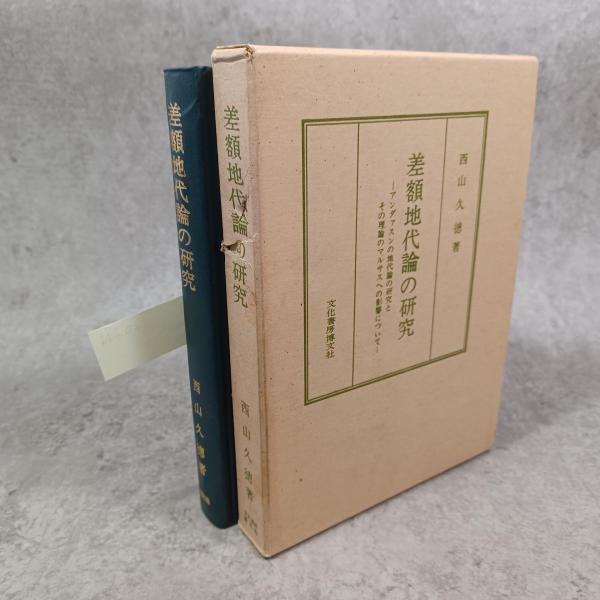 差額地代論の研究
西山久徳著
差額地代論の研究
西山久徳著
西山久徳著
差額地代論の研究
―アンダァスンの地代論の研究と
その理論のマルサスへの影響について―
文化書房博文社